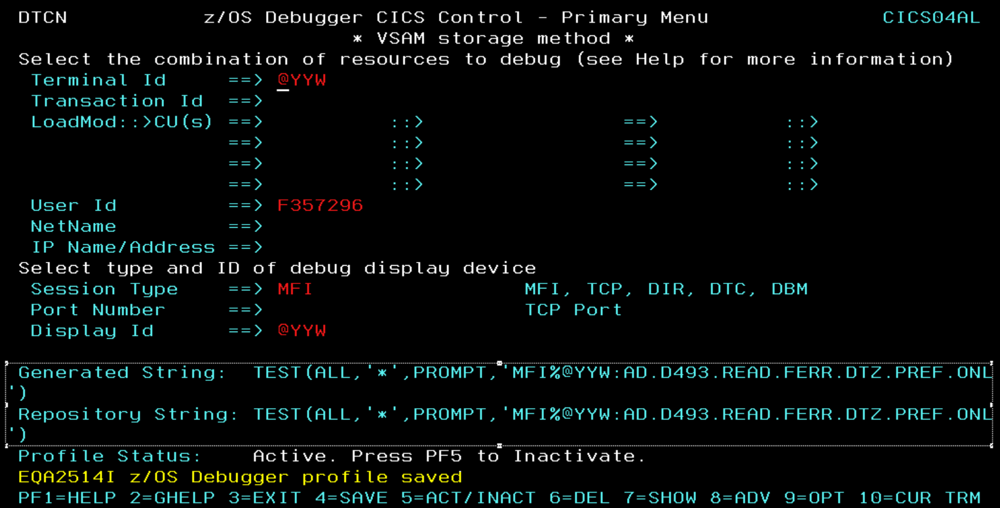 DTCN z/OS Debugger CICS Control - Primary Menu CICS04AL
* VSAM storage method *
Select the combination of resources to debug (see Help for more information)
Terminal Id ==> @YYW
Transaction Id ==>
LoadMod::>CU(s) ==> ::> ==> ::>
==> ::> ==> ::>
==> ::> ==> ::>
==> ::> ==> ::>
User Id ==> F357296
NetName ==>
IP Name/Address ==>
Select type and ID of debug display device
Session Type ==> MFI MFI, TCP, DIR, DTC, DBM
Port Number ==> TCP Port
Display Id ==> @YYW
Generated String: TEST(ALL,'*',PROMPT,'MFI%@YYW:AD.D493.READ.FERR.DTZ.PREF.ONL
')
Repository String: TEST(ALL,'*',PROMPT,'MFI%@YYW:AD.D493.READ.FERR.DTZ.PREF.ONL
')
Profile Status: Active. Press PF5 to Inactivate.
EQA2514I z/OS Debugger profile saved
PF1=HELP 2=GHELP 3=EXIT 4=SAVE 5=ACT/INACT 6=DEL 7=SHOW 8=ADV 9=OPT 10=CUR TRM